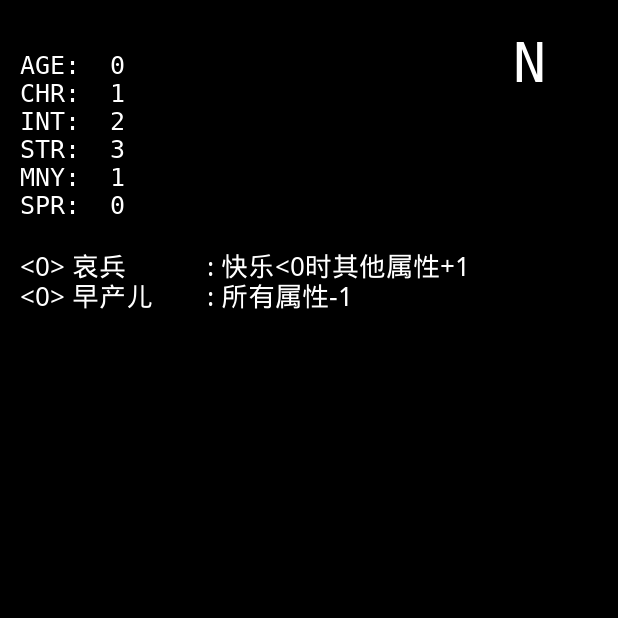 N
AGE: 0
CHR: 1
INT: 2
STR: 3
MNY: 1
SPR: 0
<0> 哀兵 : 快乐<0时其他属性+1
<0> 早产儿 : 所有属性-1